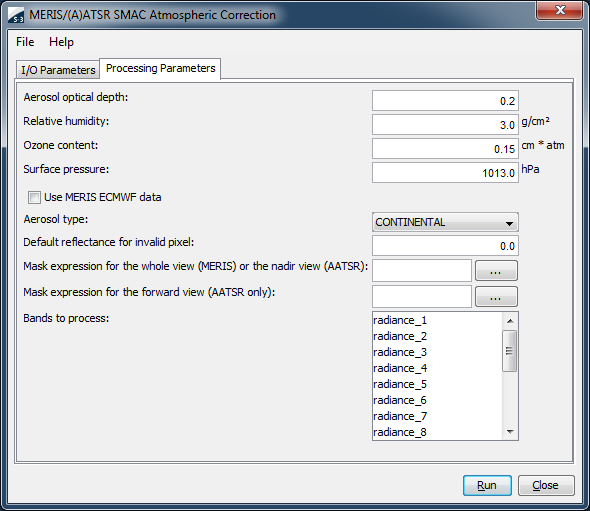 S-3 MERIS/(A)ATSR SMAC Atmospheric Correction
File Help
I/O Parameters Processing Parameters
Aerosol optical depth: 0.2
Relative humidity: 3.0 g/cm²
Ozone content: 0.15 cm * atm
Surface pressure: 1013.0 hPa
Use MERIS ECMWF data
Aerosol type: CONTINENTAL
Default reflectance for invalid pixel: 0.0
Mask expression for the whole view (MERIS) or the nadir view (AATSR): ...
Mask expression for the forward view (AATSR only): ...
Bands to process: radiance_1
radiance_2
radiance_3
radiance_4
radiance_5
radiance_6
radiance_7
radiance_8
Run Close